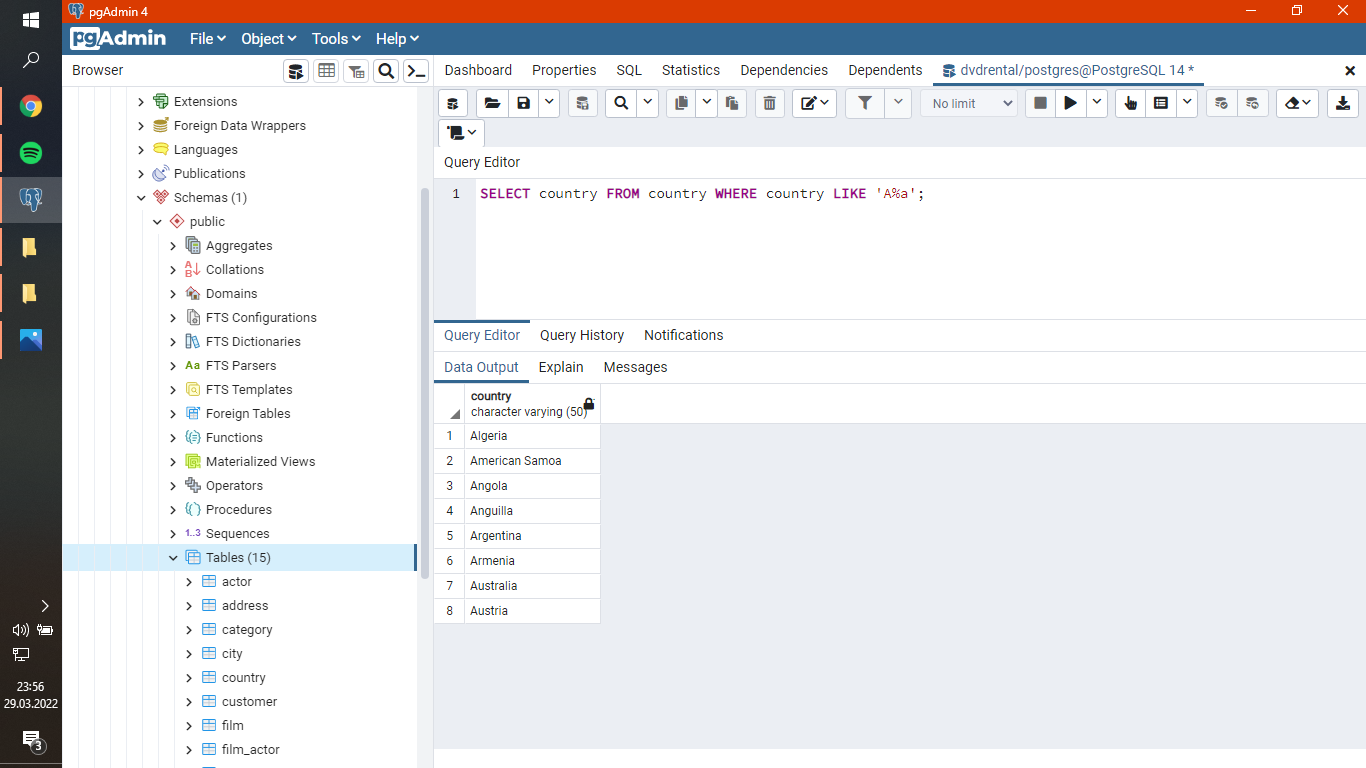 pgAdmin 4
pgAdmin File Object Tools Help
Browser
Dashboard Properties SQL Statistics Dependencies Dependents dvdrental/postgres@PostgreSQL 14 *
No limit
Query Editor
1 SELECT country FROM country WHERE country LIKE 'A%a';
Extensions
Foreign Data Wrappers
Languages
Publications
Schemas (1)
public
Aggregates
Collations
Domains
FTS Configurations
FTS Dictionaries
Aa FTS Parsers
FTS Templates
Foreign Tables
Functions
Materialized Views
Operators
Procedures
1..3 Sequences
Tables (15)
actor
address
category
city
country
customer
film
film_actor
Query Editor Query History Notifications
Data Output Explain Messages
country
character varying (50)
1 Algeria
2 American Samoa
3 Angola
4 Anguilla
5 Argentina
6 Armenia
7 Australia
8 Austria
23:56
29.03.2022
3